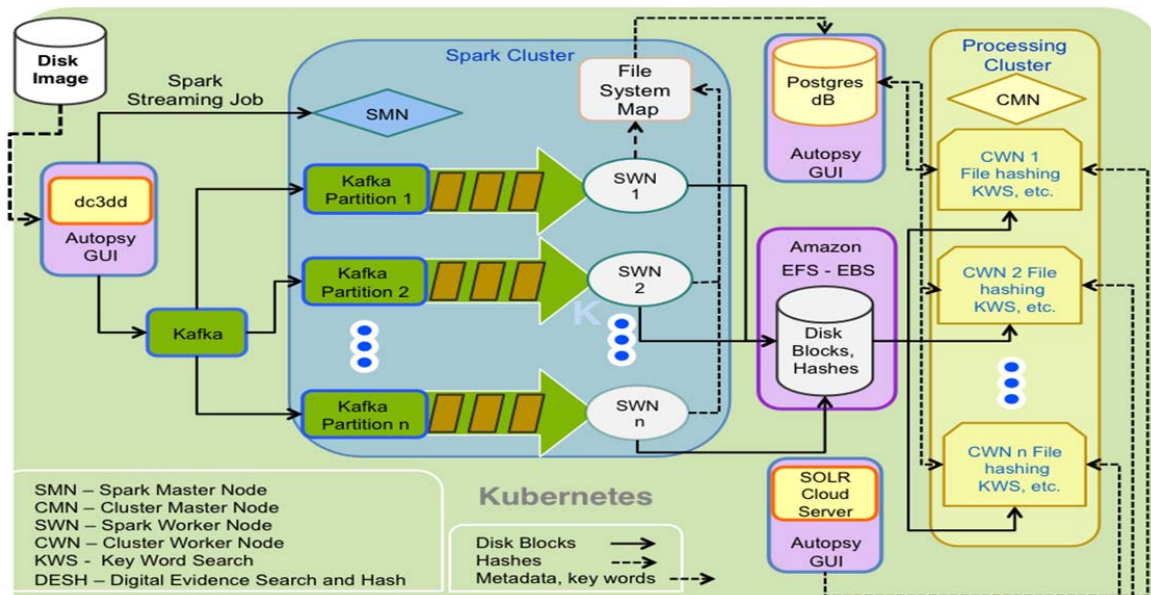 Disk
Image
Spark
Streaming Job
dc3dd
Autopsy
GUI
Kafka
Spark Cluster
SMN
File
System
Map
Kafka
Partition 1
SWN
1
Kafka
Partition 2
SWN
2
K
Kafka
Partition n
SWN
n
Postgres
dB
Autopsy
GUI
Amazon
EFS - EBS
Disk
Blocks,
Hashes
SOLR
Cloud
Server
Autopsy
GUI
Processing
Cluster
CMN
CWN 1
File hashing
KWS, etc.
CWN 2 File
hashing
KWS, etc.
CWN n File
hashing
KWS, etc.
Kubernetes
SMN – Spark Master Node
CMN – Cluster Master Node
SWN – Spark Worker Node
CWN – Cluster Worker Node
KWS - Key Word Search
DESH – Digital Evidence Search and Hash
Disk Blocks
Hashes
Metadata, key words